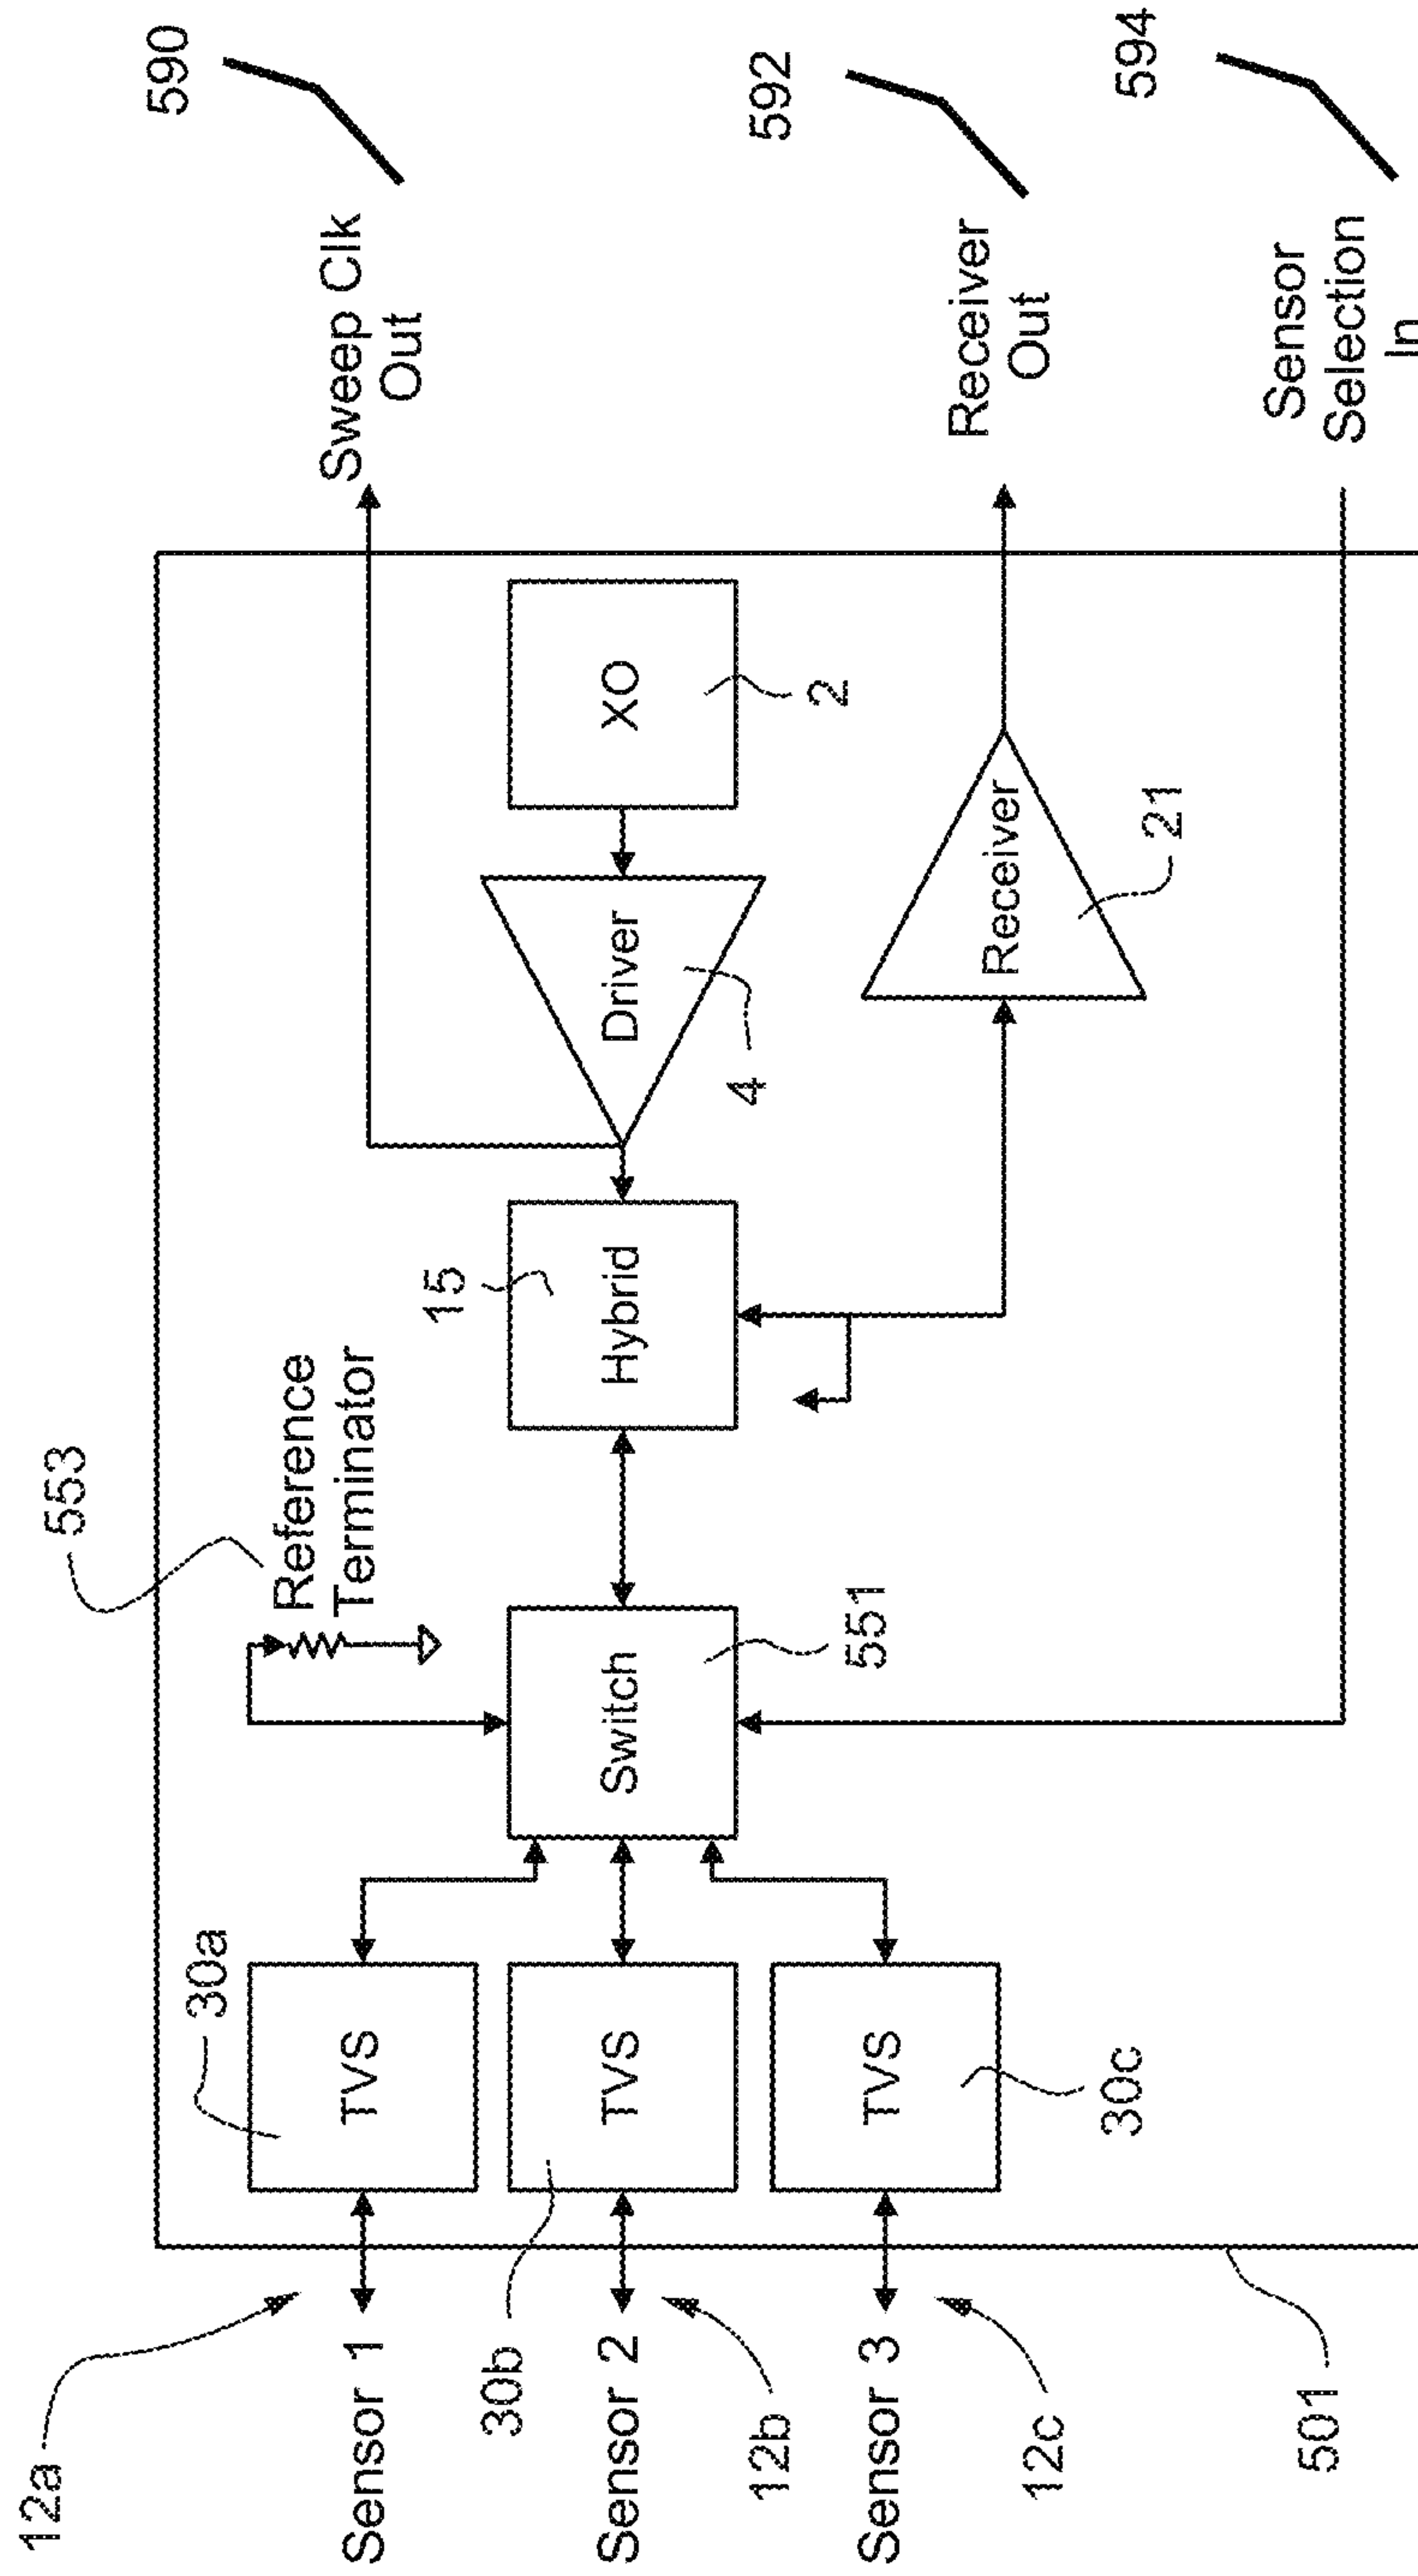 590
592
594
Sweep Clk
Out
Receiver
Out
Sensor
Selection
In
XO
2
Driver
4
Receiver
21
Hybrid
15
Reference
Terminator
553
Switch
551
TVS
30a
TVS
30b
TVS
30c
12a
Sensor 1
Sensor 2
12b
Sensor 3
12c
501